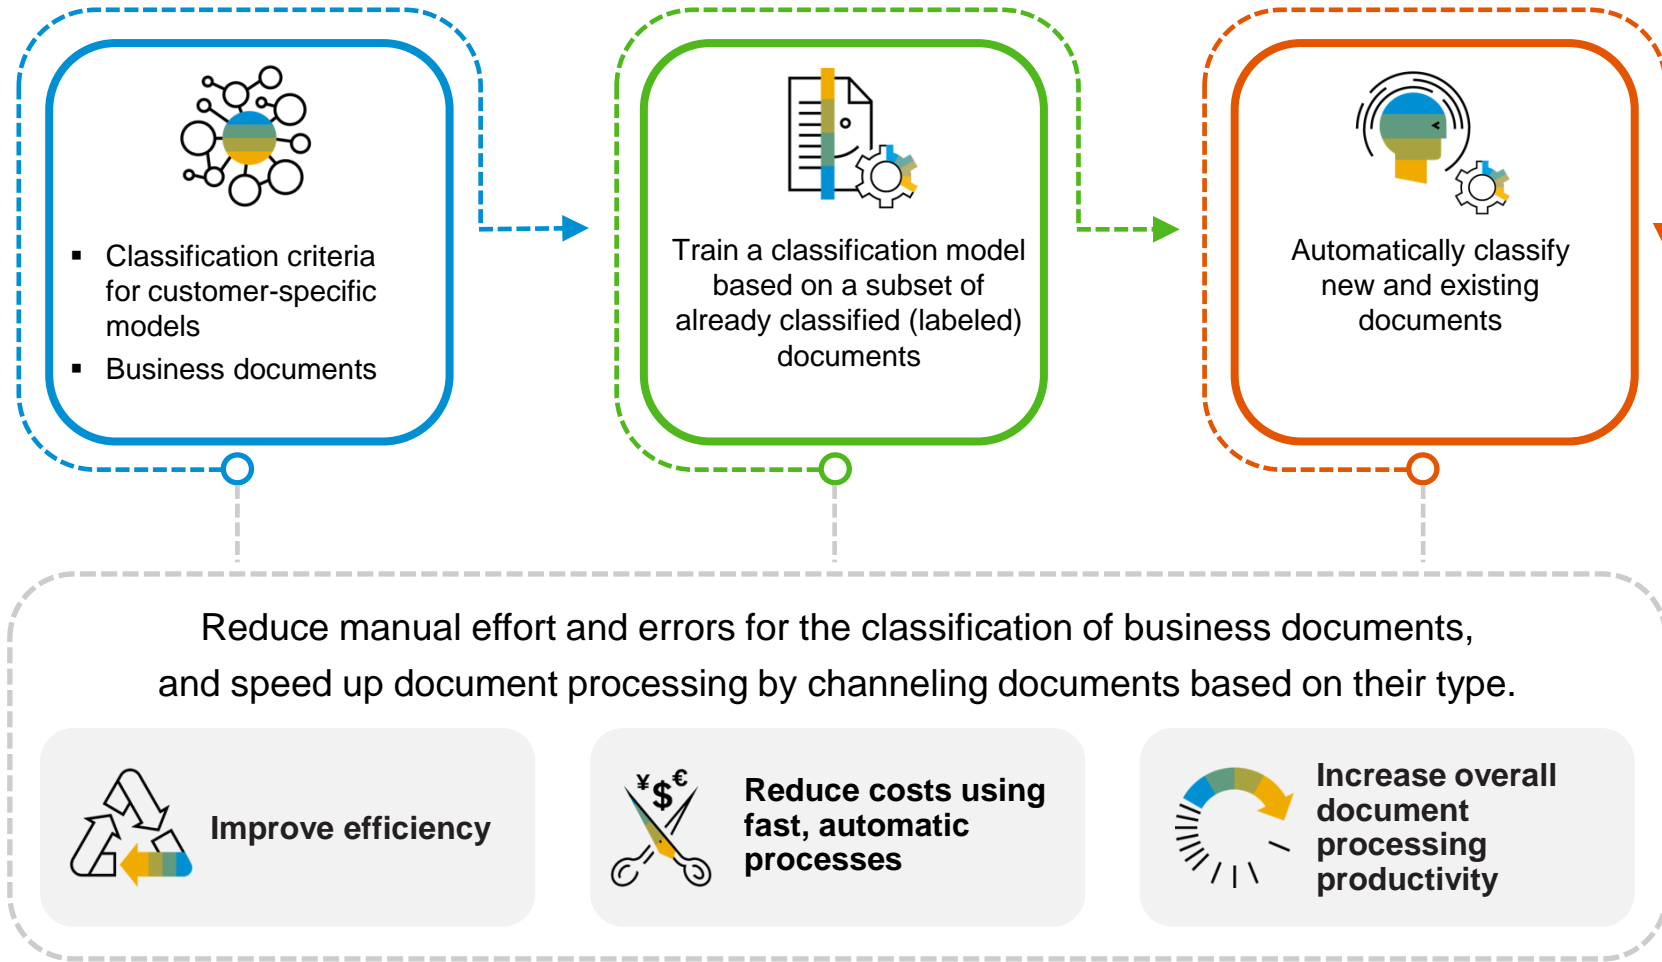 ▪ Classification criteria
for customer-specific
models
▪ Business documents
Train a classification model
based on a subset of
already classified (labeled)
documents
Automatically classify
new and existing
documents
Reduce manual effort and errors for the classification of business documents,
and speed up document processing by channeling documents based on their type.
Improve efficiency
¥$€
Reduce costs using
fast, automatic
processes
Increase overall
document
processing
productivity